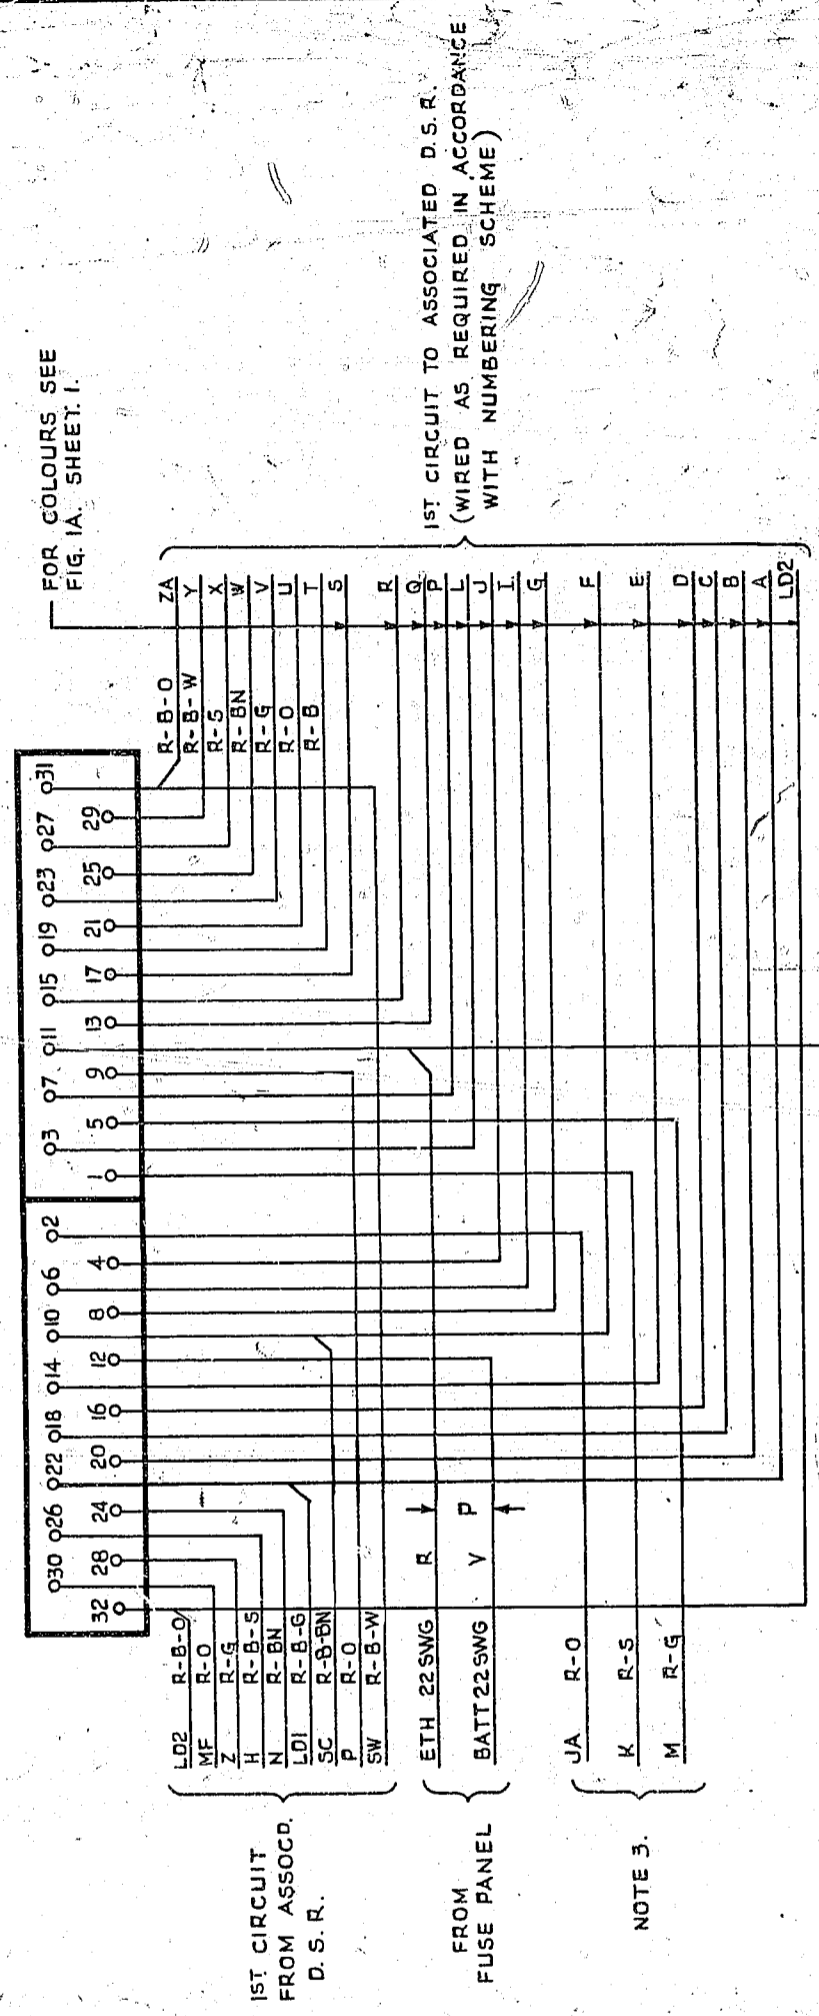 FOR COLOURS SEE
FIG. 1A. SHEET. 1.
1ST CIRCUIT TO ASSOCIATED D.S.R.
(WIRED AS REQUIRED IN ACCORDANCE
WITH NUMBERING SCHEME)
30 26 22 18 14 10 6 2 3 7 11 15 19 23 27 31
32 28 24 20 16 12 8 4 1 5 9 13 17 21 25 29
R-B-O ZA
R-B-W Y
R-S X
R-BN W
R-G V
R-O U
R-B T
S
R
Q
P
L
J
I
G
F
E
D
C
B
A
LD2
1ST CIRCUIT
FROM ASSOCD.
D.S.R.
LD2 R-B-O
MF R-O
Z R-G
H R-B-S
N R-BN
LD1 R-B-G
SC R-B-BN
P R-O
SW R-B-W
FROM
FUSE PANEL
ETH 22 SWG R
BATT 22 SWG V P
NOTE 3.
JA R-O
K R-S
M R-G